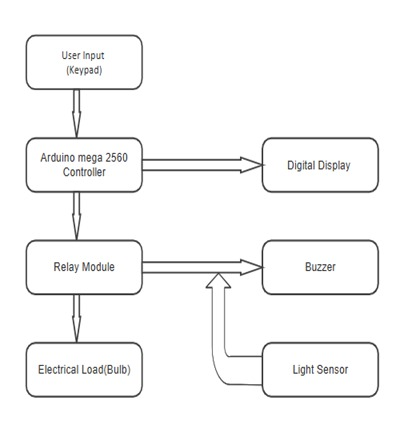 User Input
(Keypad)
Arduino mega 2560
Controller
Digital Display
Relay Module
Buzzer
Electrical Load(Bulb)
Light Sensor